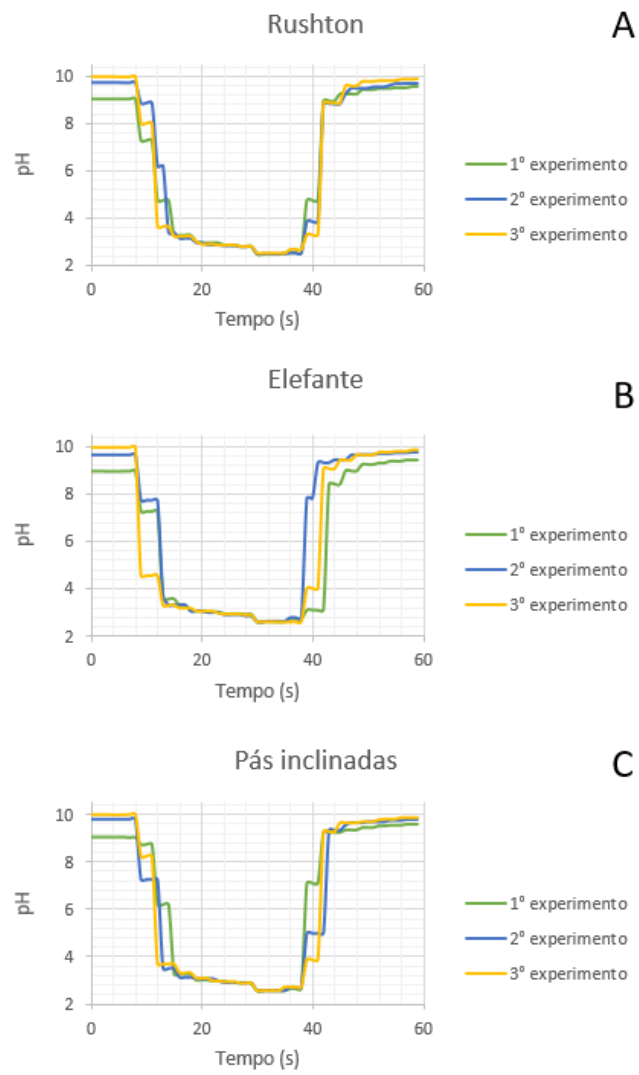 Rushton
A
10
8
6
4
2
pH
0
20
40
60
Tempo (s)
1º experimento
2º experimento
3º experimento
Elefante
B
10
8
6
4
2
pH
0
20
40
60
Tempo (s)
1º experimento
2º experimento
3º experimento
Pás inclinadas
C
10
8
6
4
2
pH
0
20
40
60
Tempo (s)
1º experimento
2º experimento
3º experimento